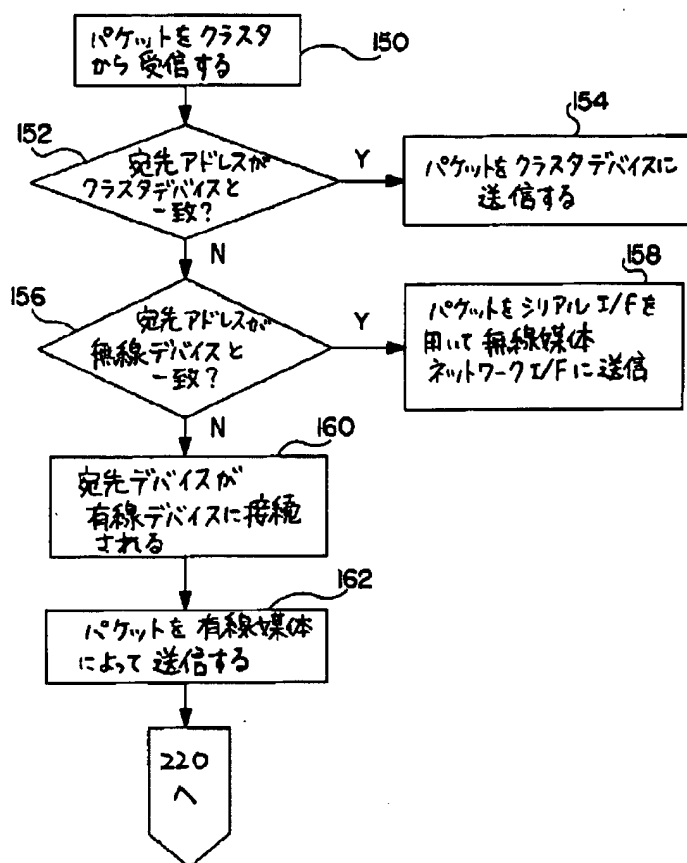 パケットをクラスタ
から受信する
150
152
宛先アドレスが
クラスタデバイスと
一致?
Y
154
パケットをクラスタデバイスに
送信する
N
156
宛先アドレスが
無線デバイスと
一致?
Y
158
パケットをシリアルI/Fを
用いて無線媒体
ネットワークI/Fに送信
N
160
宛先デバイスが
有線デバイスに接続
される
162
パケットを有線媒体
によって送信する
220
へ